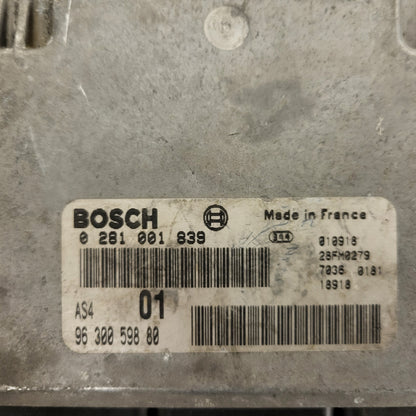 BOSCH Made in France
0 281 001 839 344 010918
28FM0279
7036 0181
18918
AS4 01
96 300 598 80